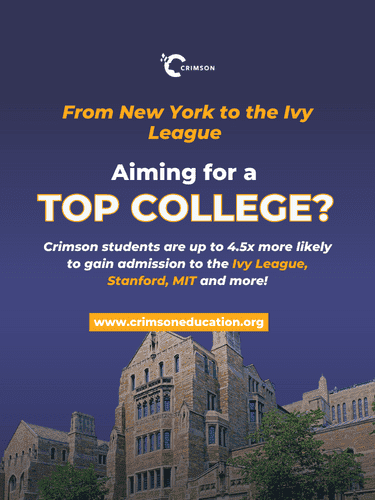 CRIMSON
From New York to the Ivy
League
Aiming for a
TOP COLLEGE?
Crimson students are up to 4.5x more likely
to gain admission to the Ivy League,
Stanford, MIT and more!
www.crimsoneducation.org